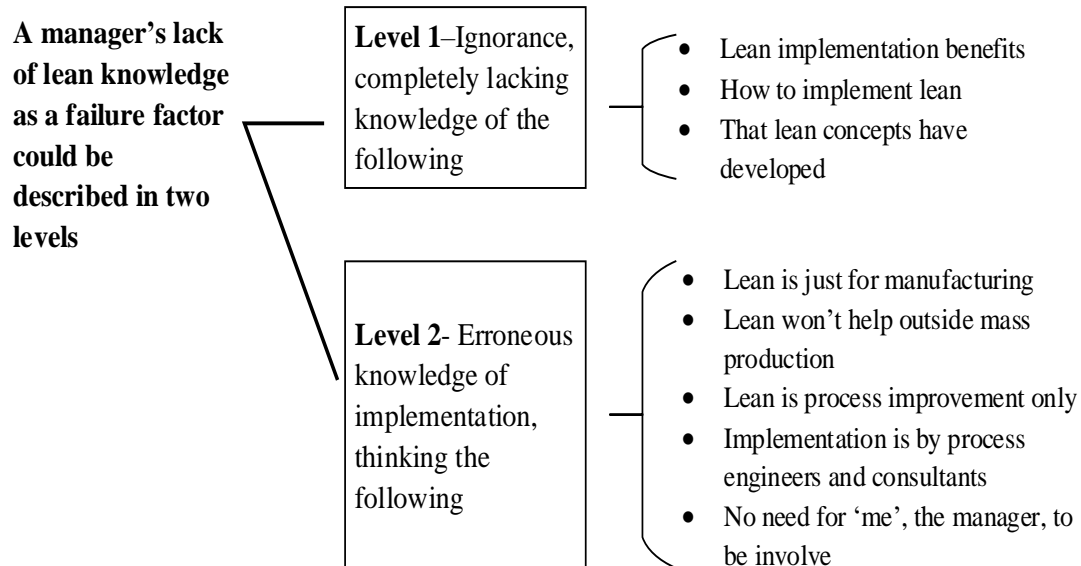 A manager’s lack
of lean knowledge
as a failure factor
could be
described in two
levels
Level 1–Ignorance,
completely lacking
knowledge of the
following
• Lean implementation benefits
• How to implement lean
• That lean concepts have
developed
Level 2- Erroneous
knowledge of
implementation,
thinking the
following
• Lean is just for manufacturing
• Lean won’t help outside mass
production
• Lean is process improvement only
• Implementation is by process
engineers and consultants
• No need for ‘me’, the manager, to
be involve